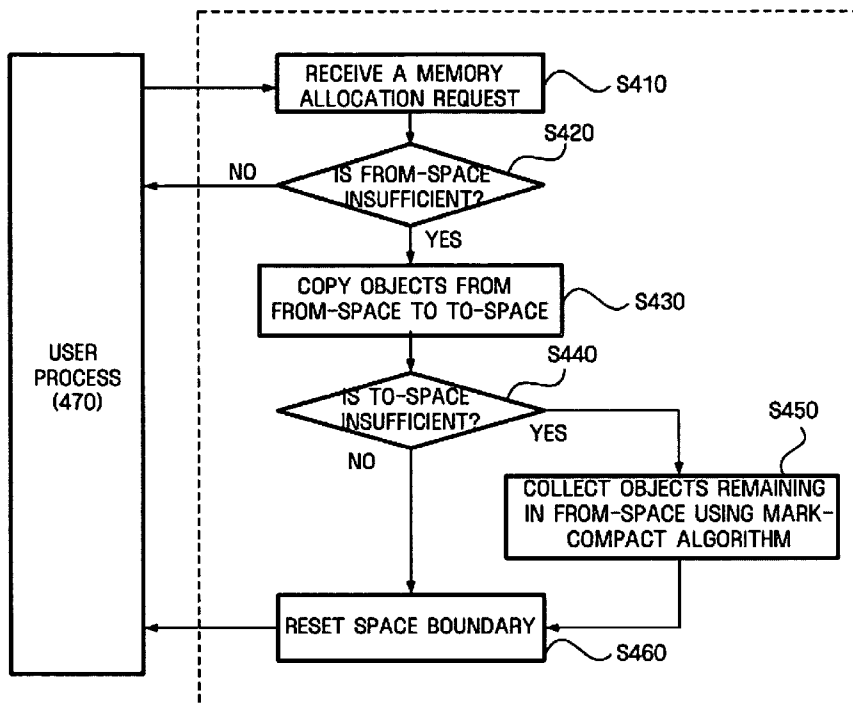 RECEIVE A MEMORY
ALLOCATION REQUEST
S410
S420
IS FROM-SPACE
INSUFFICIENT?
NO
YES
COPY OBJECTS FROM
FROM-SPACE TO TO-SPACE
S430
USER
PROCESS
(470)
S440
IS TO-SPACE
INSUFFICIENT?
YES
NO
S450
COLLECT OBJECTS REMAINING
IN FROM-SPACE USING MARK-
COMPACT ALGORITHM
RESET SPACE BOUNDARY
S460